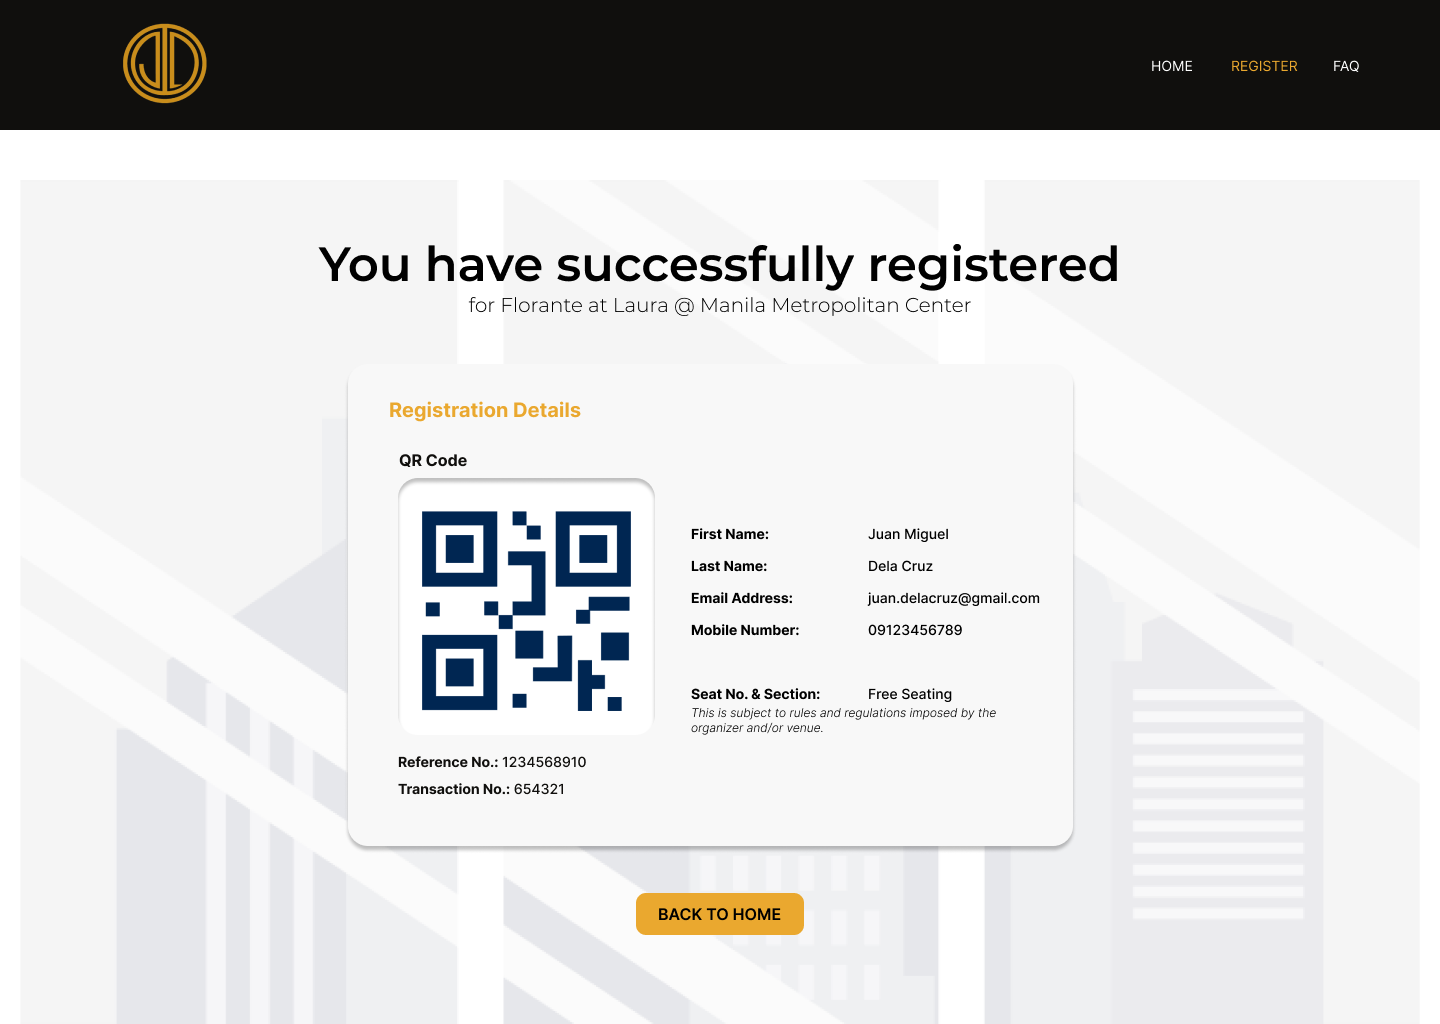 JD
HOME REGISTER FAQ
You have successfully registered
for Florante at Laura @ Manila Metropolitan Center
Registration Details
QR Code
First Name: Juan Miguel
Last Name: Dela Cruz
Email Address: juan.delacruz@gmail.com
Mobile Number: 09123456789
Seat No. & Section: Free Seating
This is subject to rules and regulations imposed by the
organizer and/or venue.
Reference No.: 1234568910
Transaction No.: 654321
BACK TO HOME